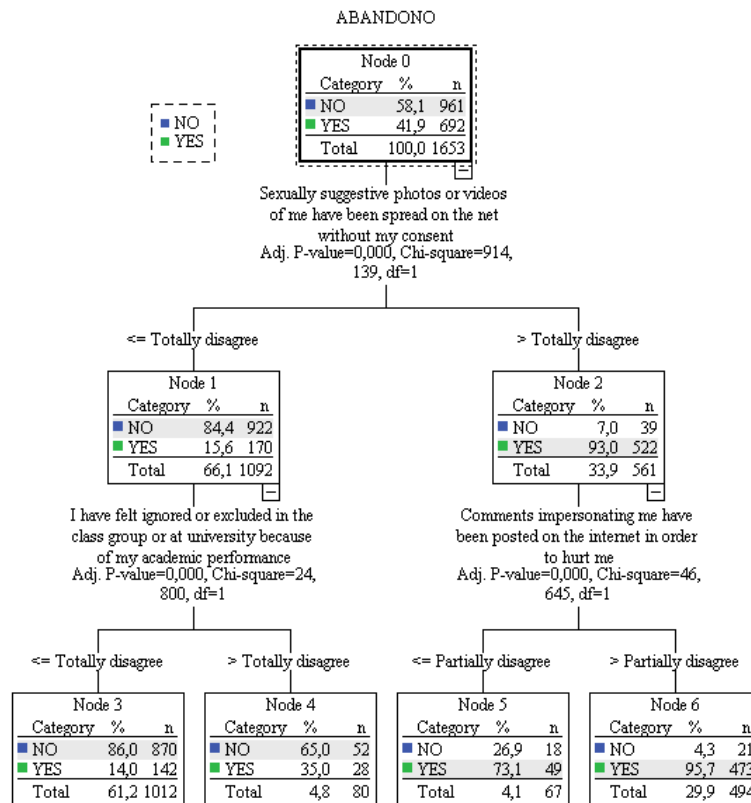 ABANDONO
Node 0
Category % n
NO 58,1 961
YES 41,9 692
Total 100,0 1653
NO
YES
Sexually suggestive photos or videos
of me have been spread on the net
without my consent
Adj. P-value=0,000, Chi-square=914,
139, df=1
<= Totally disagree
> Totally disagree
Node 1
Category % n
NO 84,4 922
YES 15,6 170
Total 66,1 1092
Node 2
Category % n
NO 7,0 39
YES 93,0 522
Total 33,9 561
I have felt ignored or excluded in the
class group or at university because
of my academic performance
Adj. P-value=0,000, Chi-square=24,
800, df=1
Comments impersonating me have
been posted on the internet in order
to hurt me
Adj. P-value=0,000, Chi-square=46,
645, df=1
<= Totally disagree
> Totally disagree
<= Partially disagree
> Partially disagree
Node 3
Category % n
NO 86,0 870
YES 14,0 142
Total 61,2 1012
Node 4
Category % n
NO 65,0 52
YES 35,0 28
Total 4,8 80
Node 5
Category % n
NO 26,9 18
YES 73,1 49
Total 4,1 67
Node 6
Category % n
NO 4,3 21
YES 95,7 473
Total 29,9 494